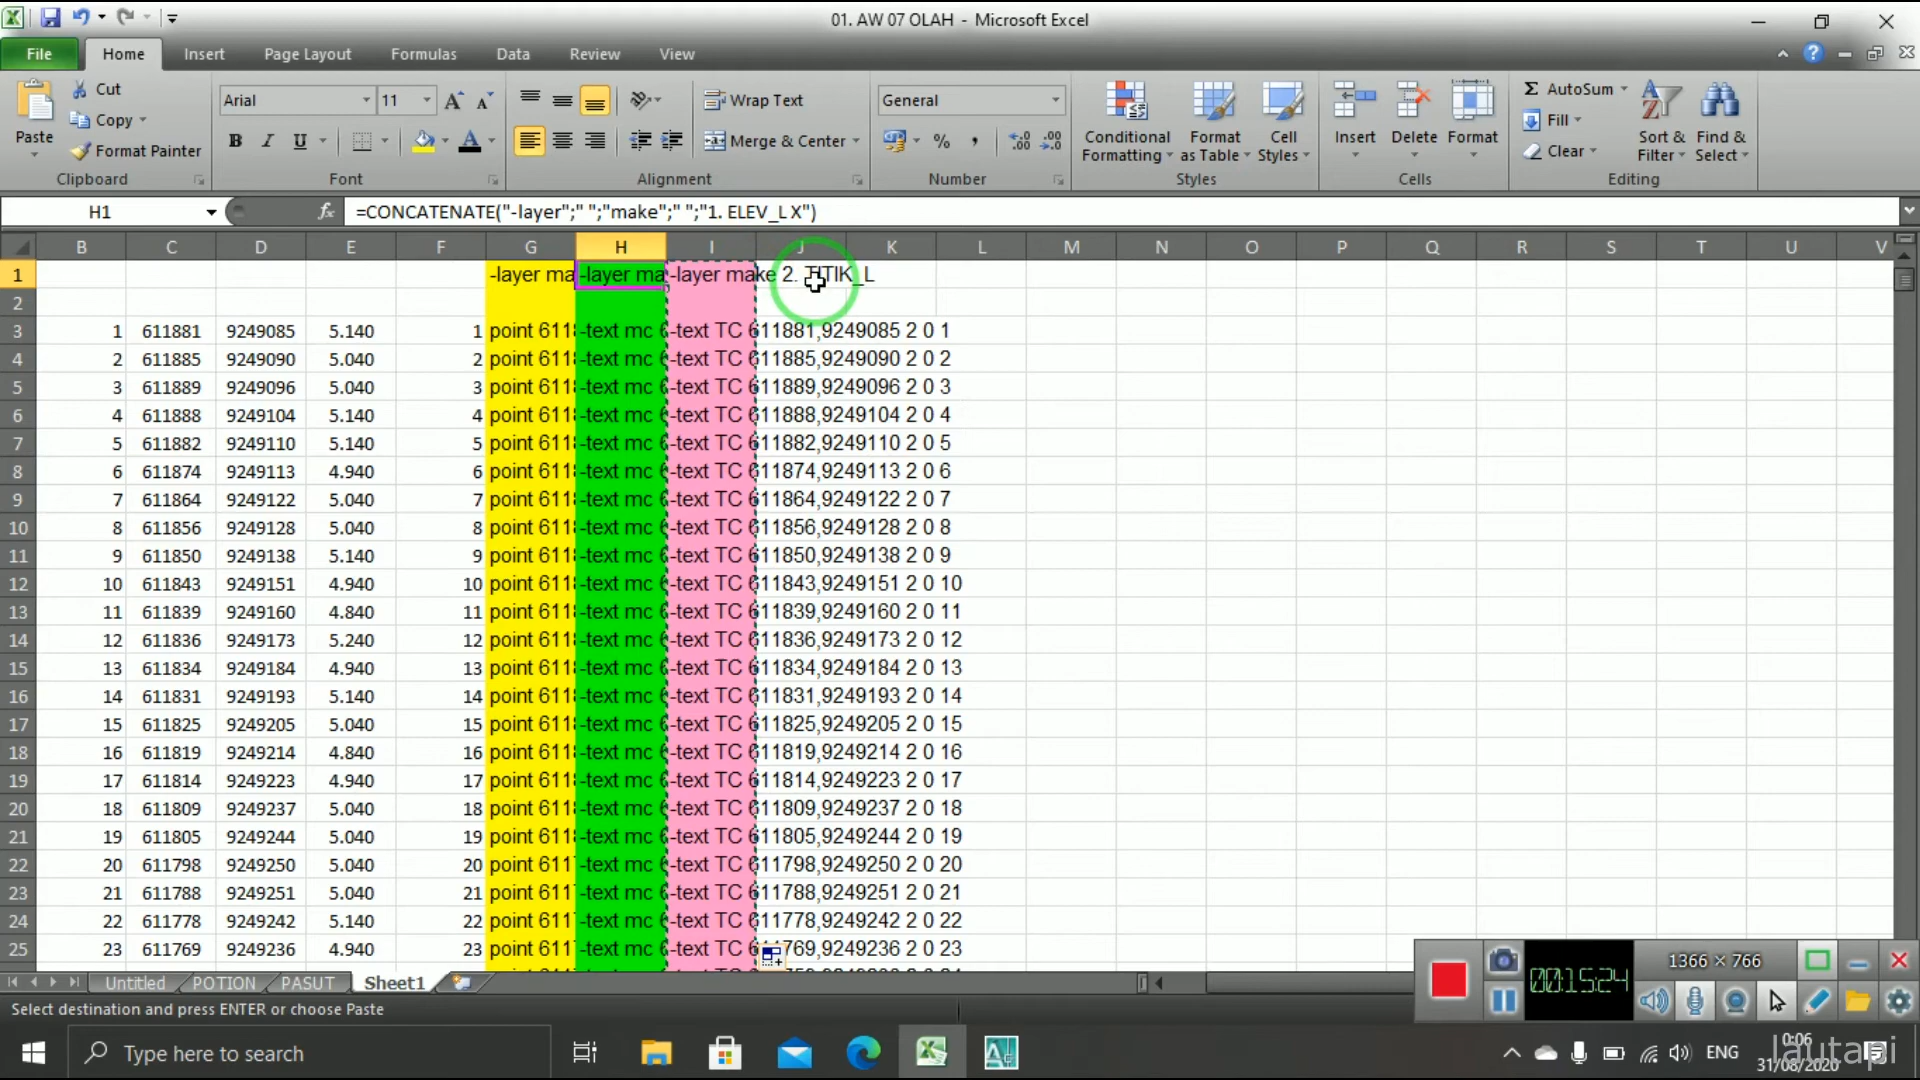 01. AW 07 OLAH - Microsoft Excel
File Home Insert Page Layout Formulas Data Review View
Paste Cut Copy Format Painter Clipboard
Arial 11 B I U Font
Wrap Text Merge & Center Alignment
General % , Number
Conditional Formatting Format as Table Cell Styles Styles
Insert Delete Format Cells
AutoSum Fill Clear Sort & Filter Find & Select Editing
H1 fx =CONCATENATE("-layer";" ";"make";" ";"1. ELEV_L X")
B C D E F G H I J K L M N O P Q R S T U V
1 -layer ma -layer ma -layer make 2. TITIK_L
2
3 1 611881 9249085 5.140 1 point 611 -text mc -text TC 611881,9249085 2 0 1
4 2 611885 9249090 5.040 2 point 611 -text mc -text TC 611885,9249090 2 0 2
5 3 611889 9249096 5.040 3 point 611 -text mc -text TC 611889,9249096 2 0 3
6 4 611888 9249104 5.140 4 point 611 -text mc -text TC 611888,9249104 2 0 4
7 5 611882 9249110 5.140 5 point 611 -text mc -text TC 611882,9249110 2 0 5
8 6 611874 9249113 4.940 6 point 611 -text mc -text TC 611874,9249113 2 0 6
9 7 611864 9249122 5.040 7 point 611 -text mc -text TC 611864,9249122 2 0 7
10 8 611856 9249128 5.040 8 point 611 -text mc -text TC 611856,9249128 2 0 8
11 9 611850 9249138 5.140 9 point 611 -text mc -text TC 611850,9249138 2 0 9
12 10 611843 9249151 4.940 10 point 611 -text mc -text TC 611843,9249151 2 0 10
13 11 611839 9249160 4.840 11 point 611 -text mc -text TC 611839,9249160 2 0 11
14 12 611836 9249173 5.240 12 point 611 -text mc -text TC 611836,9249173 2 0 12
15 13 611834 9249184 4.940 13 point 611 -text mc -text TC 611834,9249184 2 0 13
16 14 611831 9249193 5.140 14 point 611 -text mc -text TC 611831,9249193 2 0 14
17 15 611825 9249205 5.040 15 point 611 -text mc -text TC 611825,9249205 2 0 15
18 16 611819 9249214 4.840 16 point 611 -text mc -text TC 611819,9249214 2 0 16
19 17 611814 9249223 4.940 17 point 611 -text mc -text TC 611814,9249223 2 0 17
20 18 611809 9249237 5.040 18 point 611 -text mc -text TC 611809,9249237 2 0 18
21 19 611805 9249244 5.040 19 point 611 -text mc -text TC 611805,9249244 2 0 19
22 20 611798 9249250 5.040 20 point 611 -text mc -text TC 611798,9249250 2 0 20
23 21 611788 9249251 5.040 21 point 611 -text mc -text TC 611788,9249251 2 0 21
24 22 611778 9249242 5.140 22 point 611 -text mc -text TC 611778,9249242 2 0 22
25 23 611769 9249236 4.940 23 point 611 -text mc -text TC 611769,9249236 2 0 23
Untitled POTION PASUT Sheet1
00:15:24 1366 × 766
Select destination and press ENTER or choose Paste
Type here to search
ENG 0:06
31/08/2020
lautapi